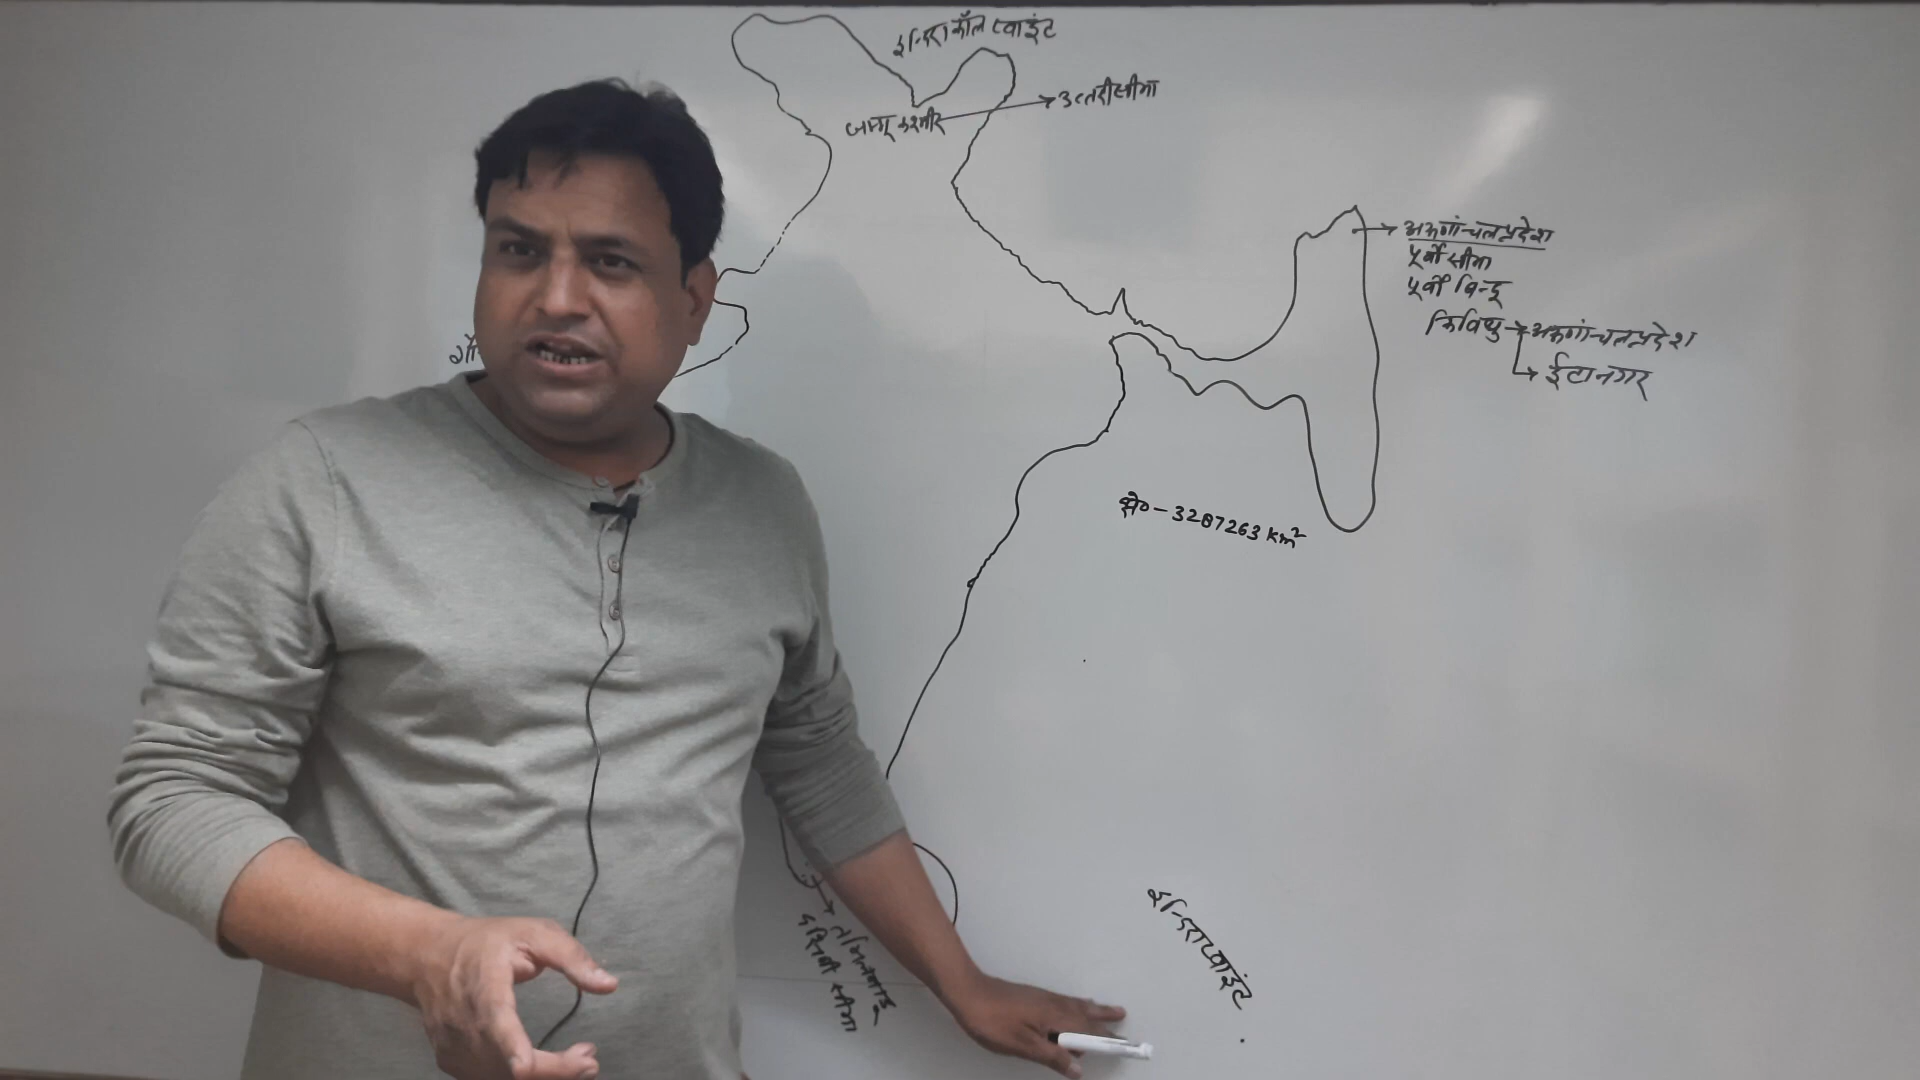 इन्दिरा कॉल प्वाइंट
जम्मू कश्मीर → उत्तरी सीमा
→ अरुणांचल प्रदेश
पूर्वी सीमा
पूर्वी बिन्दू
किविथु → अरुणांचल प्रदेश
→ ईटानगर
क्षे० - 3287263 km²
→ तमिलनाडू
दक्षिणी सीमा
इन्दिरा प्वाइंट